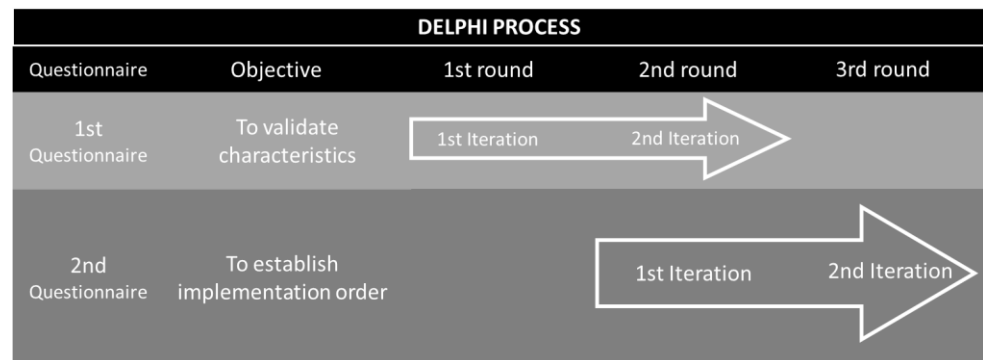 DELPHI PROCESS
Questionnaire Objective 1st round 2nd round 3rd round
1st
Questionnaire
To validate
characteristics
1st Iteration 2nd Iteration
2nd
Questionnaire
To establish
implementation order
1st Iteration 2nd Iteration